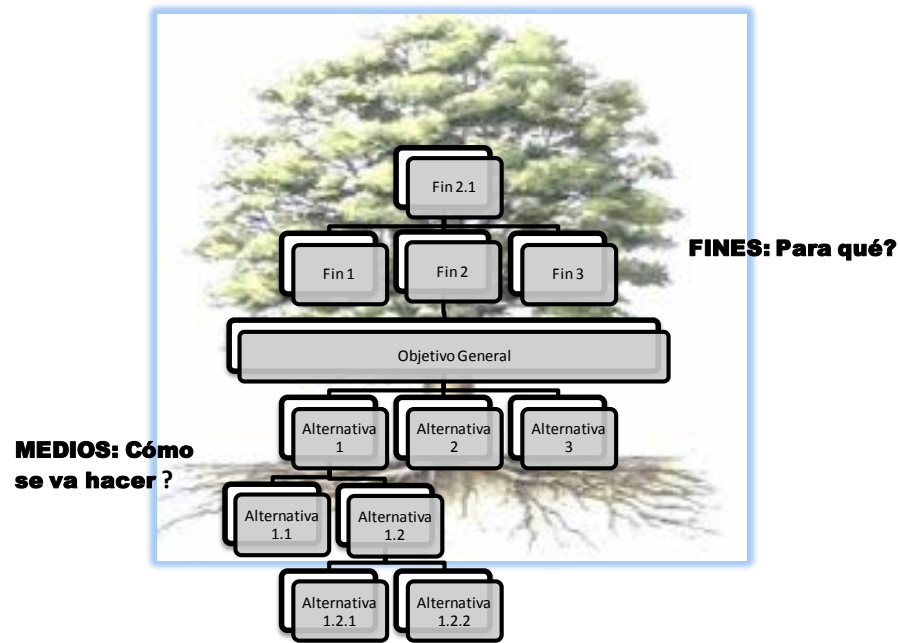 Fin 2.1
Fin 1
Fin 2
Fin 3
FINES: Para qué?
Objetivo General
Alternativa
1
Alternativa
2
Alternativa
3
MEDIOS: Cómo
se va hacer ?
Alternativa
1.1
Alternativa
1.2
Alternativa
1.2.1
Alternativa
1.2.2